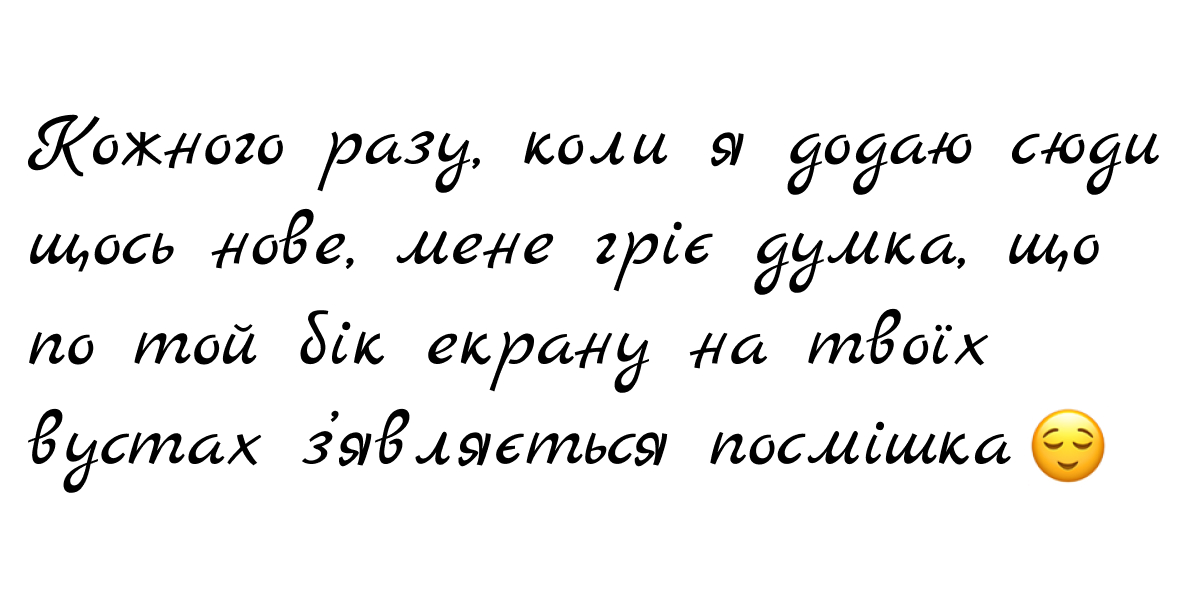 Кожного разу, коли я додаю сюди
щось нове, мене гріє думка, що
по той бік екрану на твоїх
вустах з'являється посмішка 😌